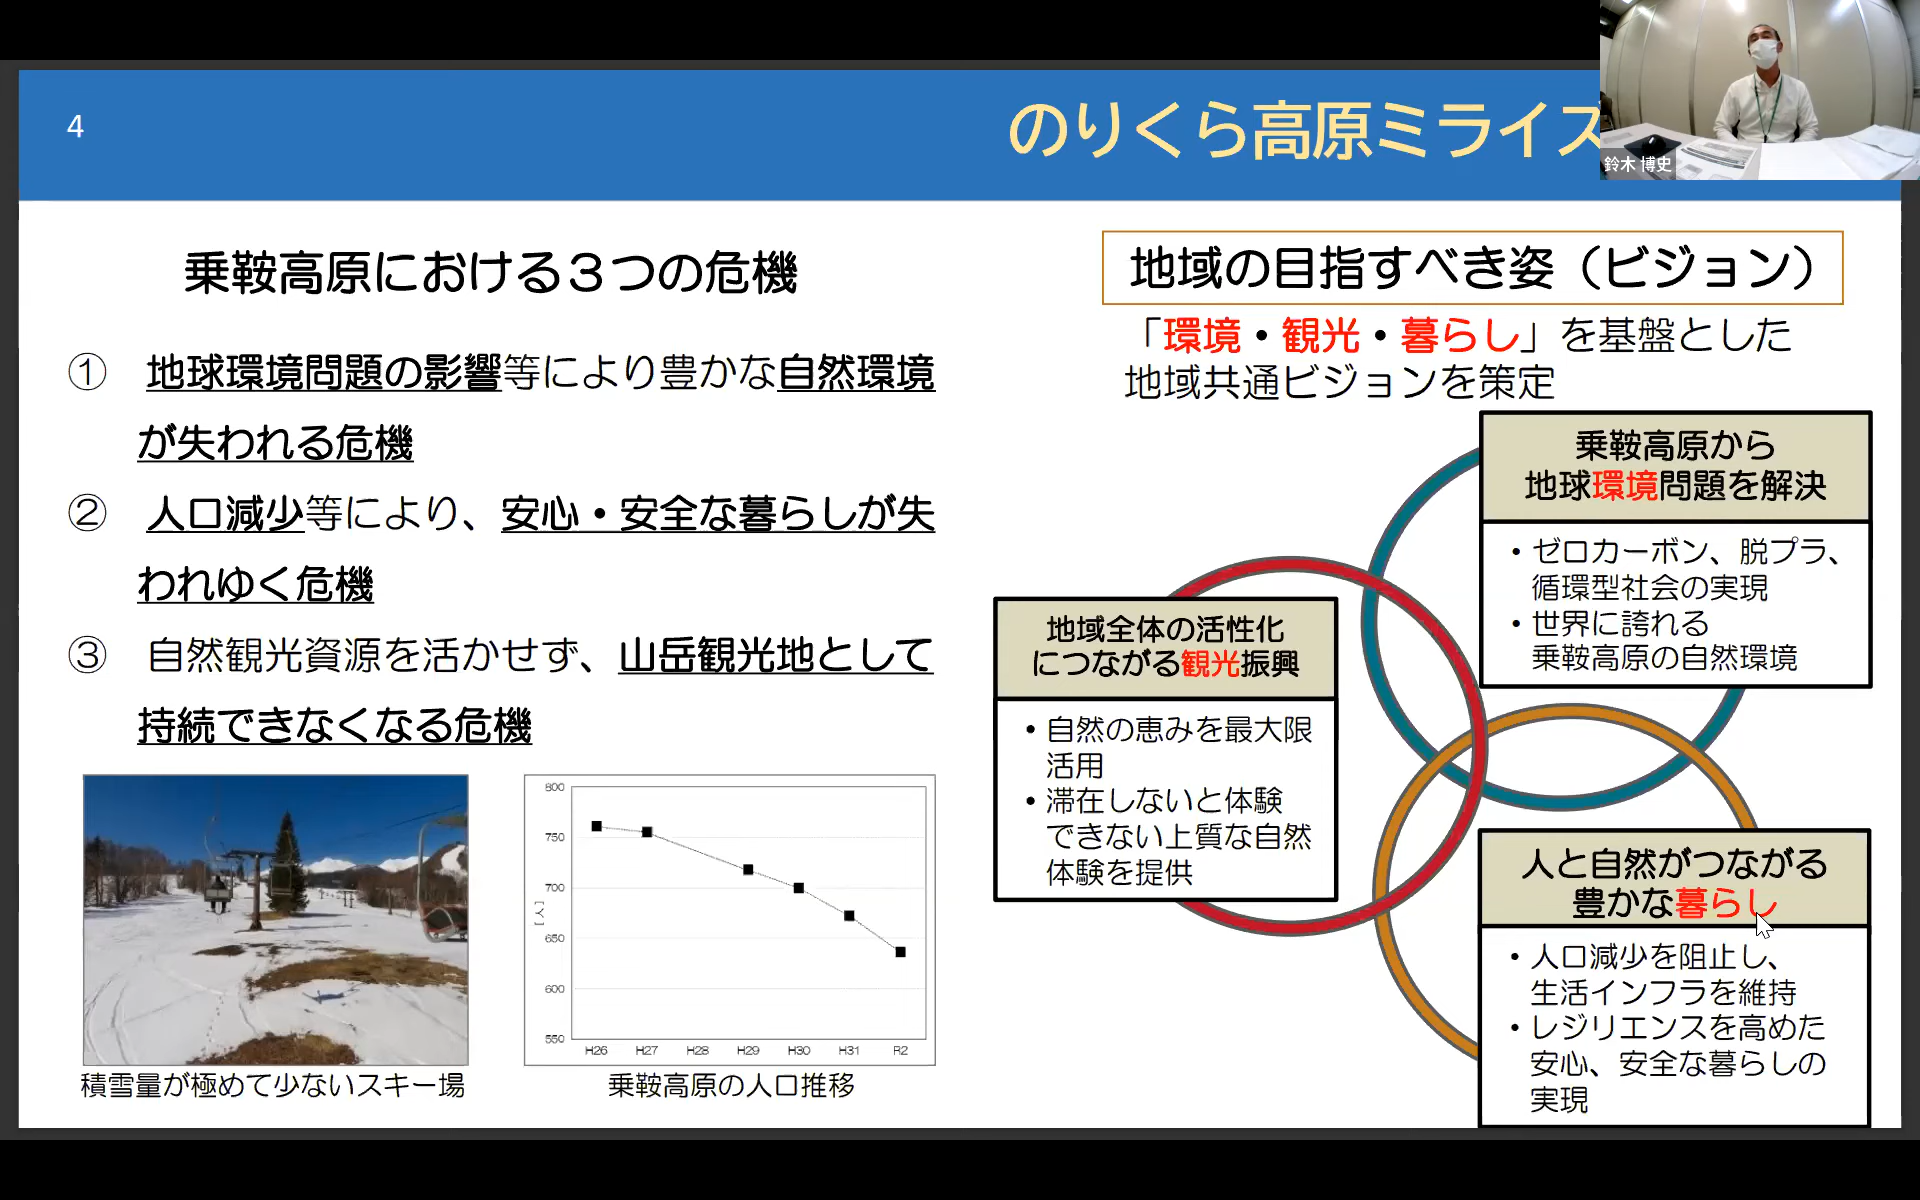 4
のりくら高原ミライズ
鈴木 博史
乗鞍高原における３つの危機
① 地球環境問題の影響等により豊かな自然環境
が失われる危機
② 人口減少等により、安心・安全な暮らしが失
われゆく危機
③ 自然観光資源を活かせず、山岳観光地として
持続できなくなる危機
積雪量が極めて少ないスキー場
800
750
700
650
600
550
[人]
H26 H27 H28 H29 H30 H31 R2
乗鞍高原の人口推移
地域の目指すべき姿（ビジョン）
「環境・観光・暮らし」を基盤とした
地域共通ビジョンを策定
乗鞍高原から
地球環境問題を解決
・ゼロカーボン、脱プラ、
循環型社会の実現
・世界に誇れる
乗鞍高原の自然環境
地域全体の活性化
につながる観光振興
・自然の恵みを最大限
活用
・滞在しないと体験
できない上質な自然
体験を提供
人と自然がつながる
豊かな暮らし
・人口減少を阻止し、
生活インフラを維持
・レジリエンスを高めた
安心、安全な暮らしの
実現